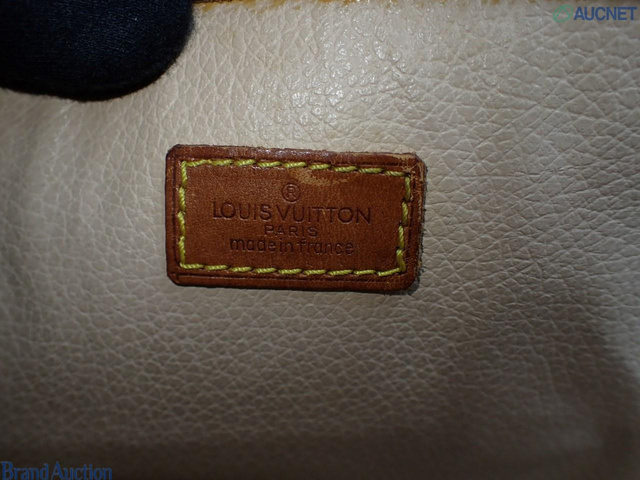 AUCNET
®
LOUIS VUITTON
PARIS
made in france
Brand Auction